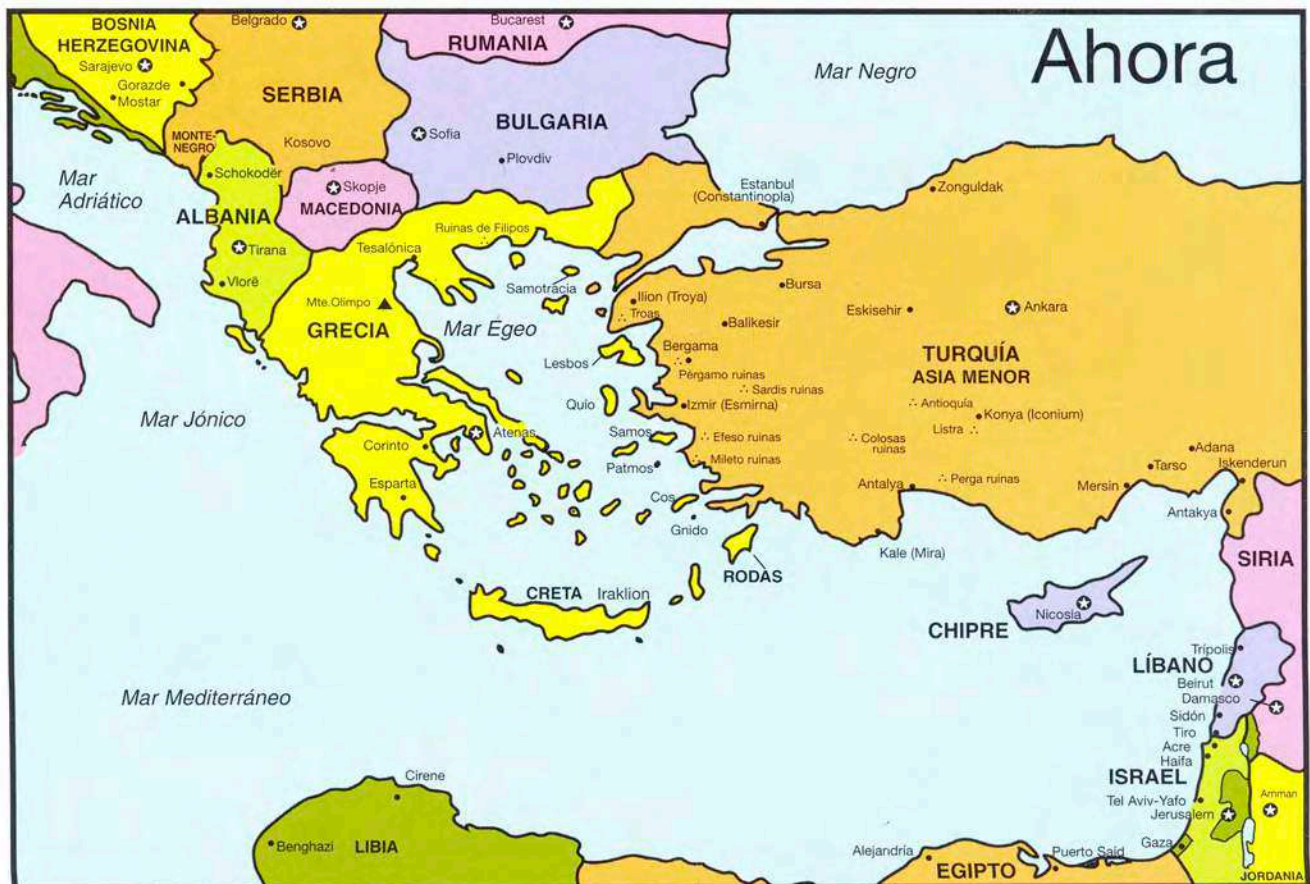 Ahora
BOSNIA
HERZEGOVINA
Sarajevo
Gorazde
Mostar
Belgrado
SERBIA
MONTE-
NEGRO
Kosovo
Bucarest
RUMANIA
BULGARIA
Sofia
Plovdiv
Mar Negro
Mar
Adriático
Schokodër
ALBANIA
Tirana
Vlorë
Skopje
MACEDONIA
Ruinas de Filipos
Tesalónica
Mte.Olimpo
GRECIA
Samotracia
Mar Egeo
Lesbos
Quío
Samos
Patmos
Cos
Gnido
Atenas
Corinto
Esparta
Mar Jónico
Estanbul
(Constantinopla)
Zonguldak
Bursa
Ilion (Troya)
Troas
Balikesir
Eskisehir
Ankara
Bergama
Pérgamo ruinas
Sardis ruinas
TURQUÍA
ASIA MENOR
Izmir (Esmirna)
Antioquía
Konya (Iconium)
Listra
Efeso ruinas
Colosas
ruinas
Mileto ruinas
Antalya
Perga ruinas
Kale (Mira)
Mersin
Tarso
Adana
Iskenderun
Antakya
SIRIA
RODAS
CRETA
Iraklion
CHIPRE
Nicosia
Mar Mediterráneo
Trípolis
LÍBANO
Beirut
Damasco
Sidón
Tiro
Acre
Haifa
ISRAEL
Tel Aviv-Yafo
Jerusalem
Amman
Gaza
JORDANIA
Cirene
Benghazi
LIBIA
Alejandría
EGIPTO
Puerto Said